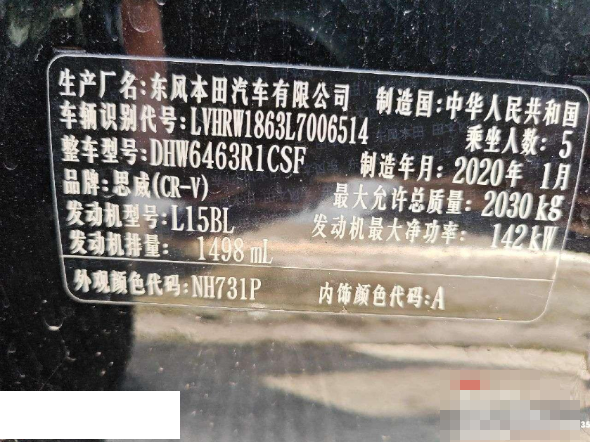 生产厂名:东风本田汽车有限公司 制造国:中华人民共和国
车辆识别代号:LVHRW1863L7006514 乘坐人数:5
整车型号:DHW6463R1CSF 制造年月:2020年1月
品牌:思威(CR-V) 最大允许总质量:2030kg
发动机型号:L15BL 发动机最大净功率:142kW
发动机排量:1498mL
外观颜色代码:NH731P 内饰颜色代码:A